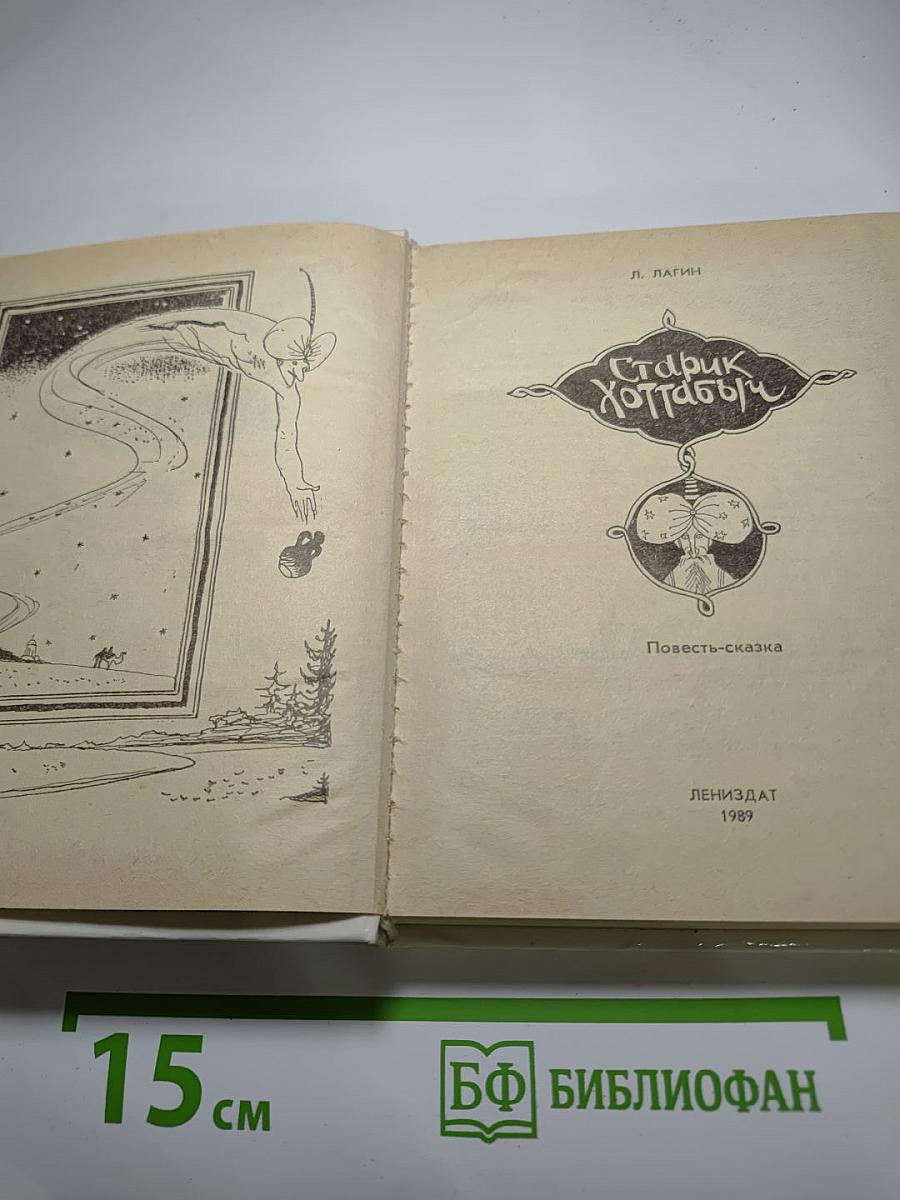 Л. ЛАГИН
Старик
Хоттабыч
Повесть-сказка
ЛЕНИЗДАТ
1989
15 см
БФ БИБЛИОФАН